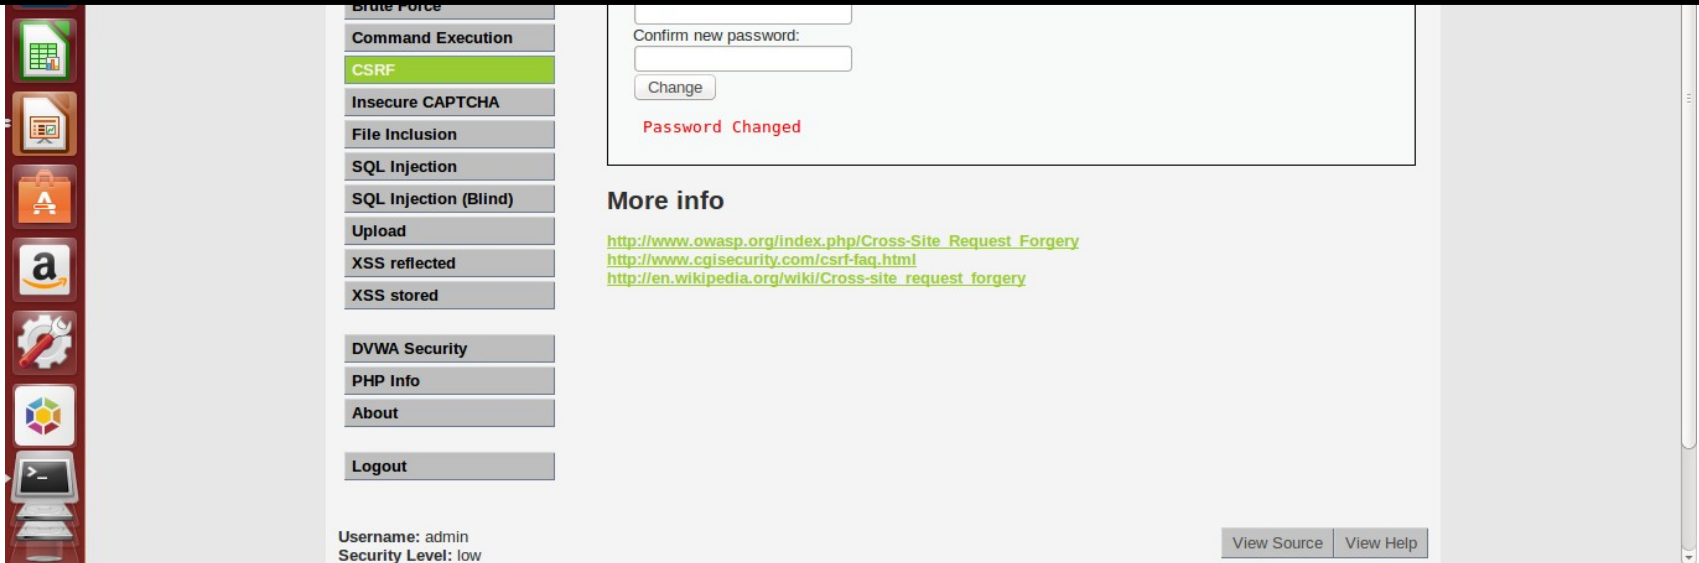 Brute Force
Command Execution
CSRF
Insecure CAPTCHA
File Inclusion
SQL Injection
SQL Injection (Blind)
Upload
XSS reflected
XSS stored
DVWA Security
PHP Info
About
Logout
Confirm new password:
Change
Password Changed
More info
http://www.owasp.org/index.php/Cross-Site_Request_Forgery
http://www.cgisecurity.com/csrf-faq.html
http://en.wikipedia.org/wiki/Cross-site_request_forgery
Username: admin
Security Level: low
View Source View Help